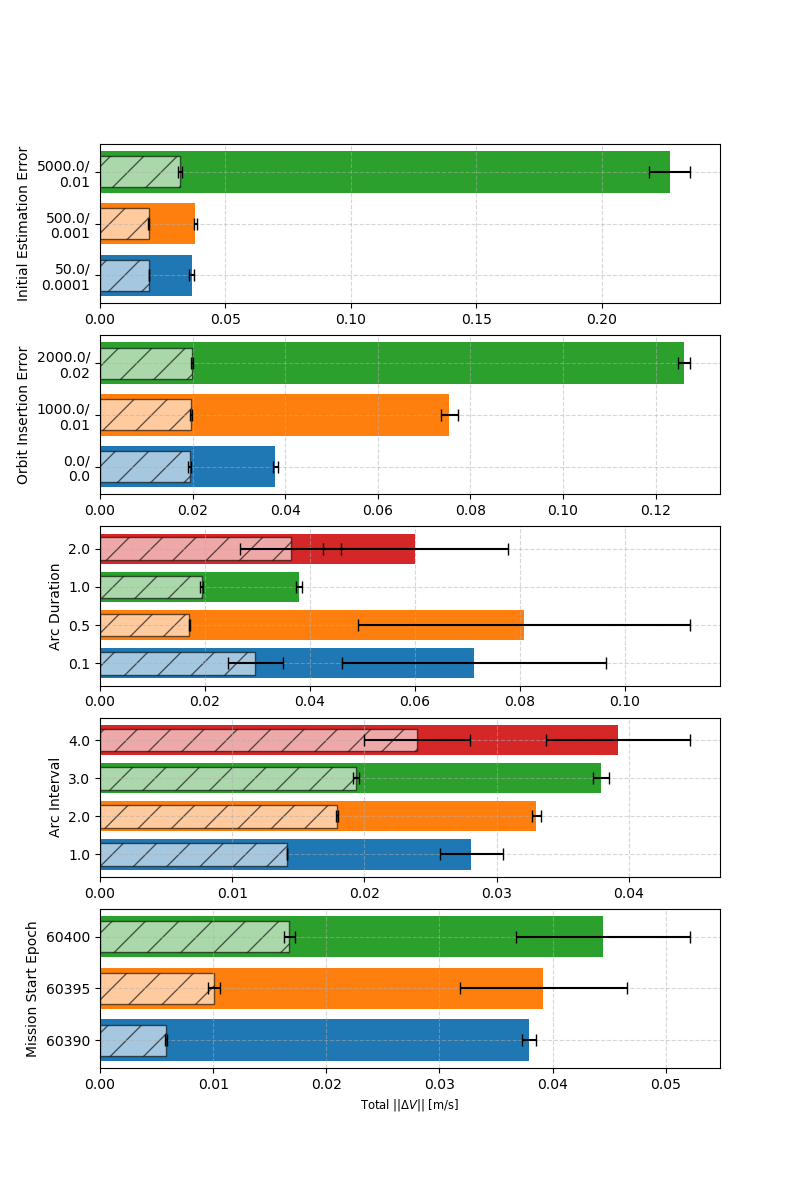 Initial Estimation Error
5000.0/
0.01
500.0/
0.001
50.0/
0.0001
0.00 0.05 0.10 0.15 0.20
Orbit Insertion Error
2000.0/
0.02
1000.0/
0.01
0.0/
0.0
0.00 0.02 0.04 0.06 0.08 0.10 0.12
Arc Duration
2.0
1.0
0.5
0.1
0.00 0.02 0.04 0.06 0.08 0.10
Arc Interval
4.0
3.0
2.0
1.0
0.00 0.01 0.02 0.03 0.04
Mission Start Epoch
60400
60395
60390
0.00 0.01 0.02 0.03 0.04 0.05
Total ||ΔV|| [m/s]